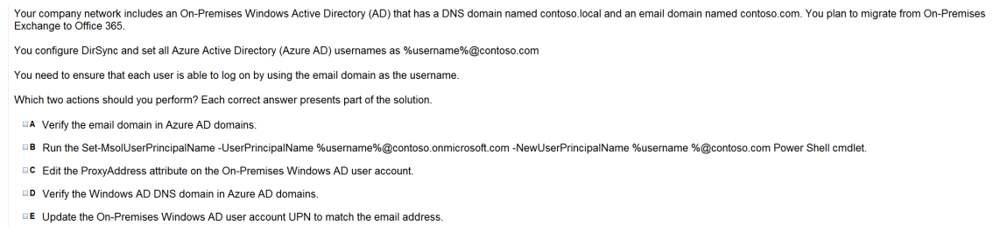 Your company network includes an On-Premises Windows Active Directory (AD) that has a DNS domain named contoso.local and an email domain named contoso.com. You plan to migrate from On-Premises
Exchange to Office 365.
You configure DirSync and set all Azure Active Directory (Azure AD) usernames as %username%@contoso.com
You need to ensure that each user is able to log on by using the email domain as the username.
Which two actions should you perform? Each correct answer presents part of the solution.
A Verify the email domain in Azure AD domains.
B Run the Set-MsolUserPrincipalName -UserPrincipalName %username%@contoso.onmicrosoft.com -NewUserPrincipalName %username %@contoso.com Power Shell cmdlet.
C Edit the ProxyAddress attribute on the On-Premises Windows AD user account.
D Verify the Windows AD DNS domain in Azure AD domains.
E Update the On-Premises Windows AD user account UPN to match the email address.